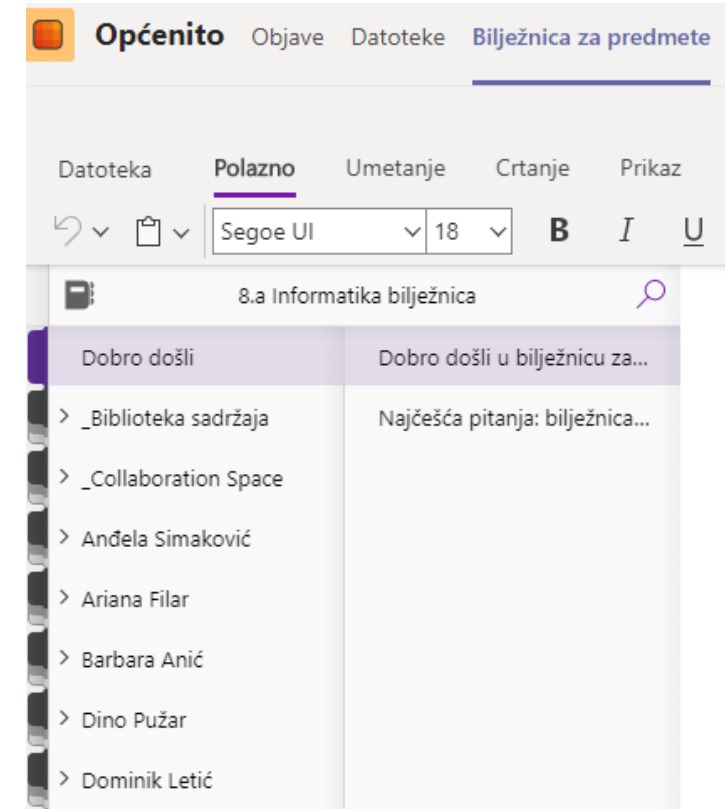 Općenito Objave Datoteke Bilježnica za predmete
Datoteka Polazno Umetanje Crtanje Prikaz
Segoe UI 18 B I U
8.a Informatika bilježnica
Dobro došli
Dobro došli u bilježnicu za...
_Biblioteka sadržaja
Najčešća pitanja: bilježnica...
_Collaboration Space
Anđela Simaković
Ariana Filar
Barbara Anić
Dino Pužar
Dominik Letić